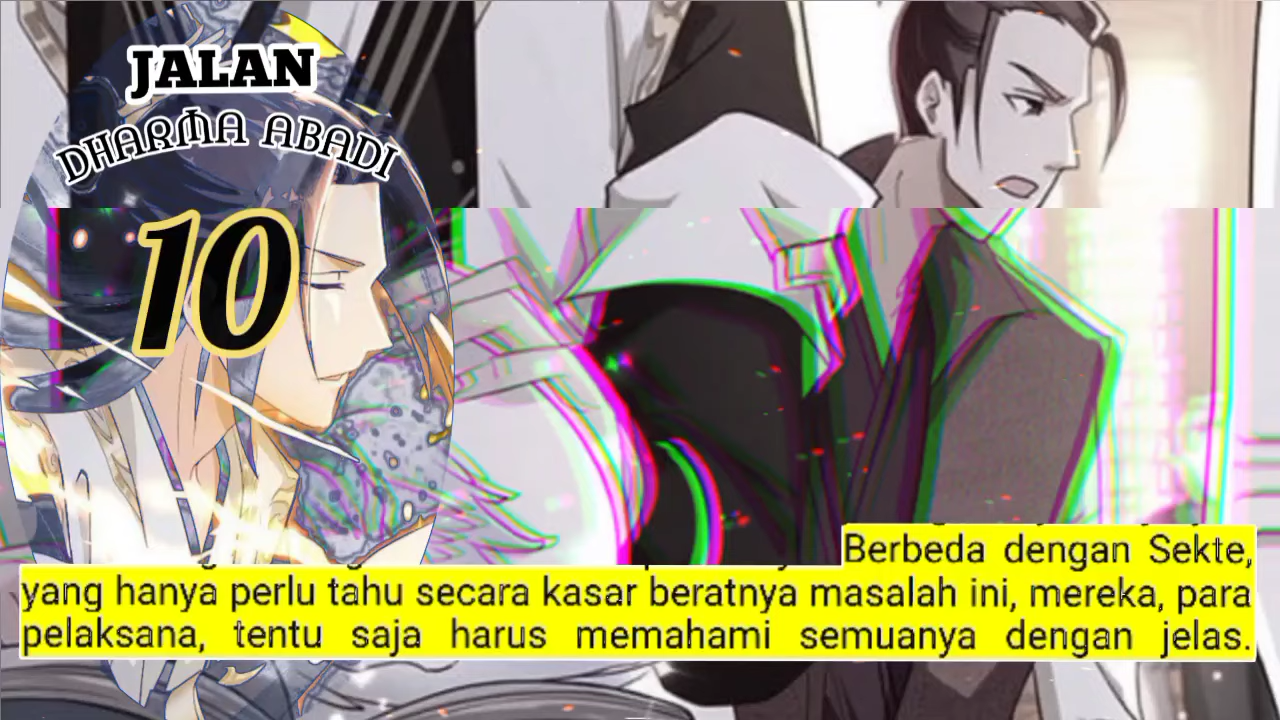 JALAN
DHARMA ABADI
10
Berbeda dengan Sekte,
yang hanya perlu tahu secara kasar beratnya masalah ini, mereka, para
pelaksana, tentu saja harus memahami semuanya dengan jelas.